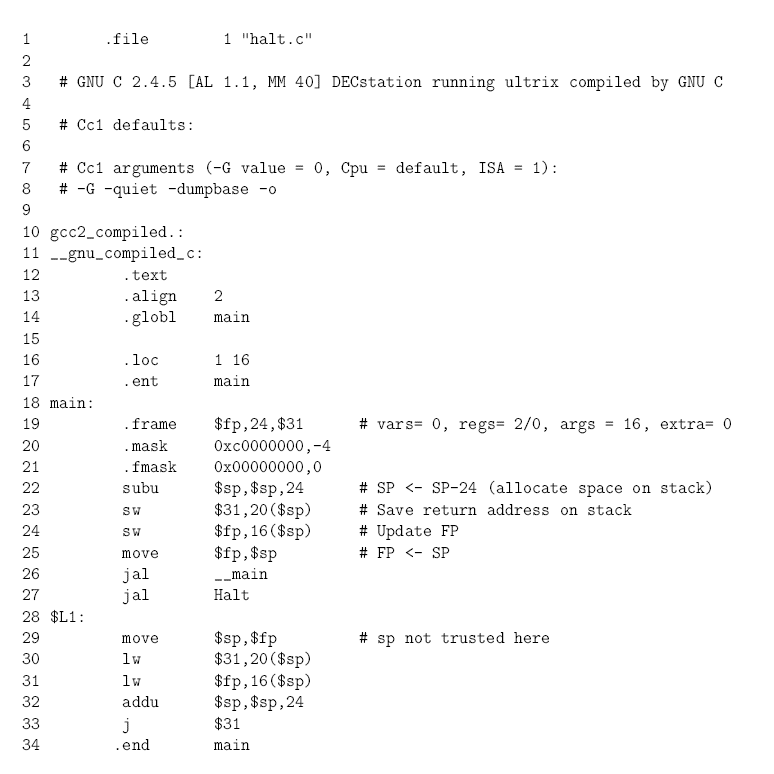 1 .file 1 "halt.c"
2
3 # GNU C 2.4.5 [AL 1.1, MM 40] DECstation running ultrix compiled by GNU C
4
5 # Cc1 defaults:
6
7 # Cc1 arguments (-G value = 0, Cpu = default, ISA = 1):
8 # -G -quiet -dumpbase -o
9
10 gcc2_compiled.:
11 __gnu_compiled_c:
12 .text
13 .align 2
14 .globl main
15
16 .loc 1 16
17 .ent main
18 main:
19 .frame $fp,24,$31 # vars= 0, regs= 2/0, args = 16, extra= 0
20 .mask 0xc0000000,-4
21 .fmask 0x00000000,0
22 subu $sp,$sp,24 # SP <- SP-24 (allocate space on stack)
23 sw $31,20($sp) # Save return address on stack
24 sw $fp,16($sp) # Update FP
25 move $fp,$sp # FP <- SP
26 jal __main
27 jal Halt
28 $L1:
29 move $sp,$fp # sp not trusted here
30 lw $31,20($sp)
31 lw $fp,16($sp)
32 addu $sp,$sp,24
33 j $31
34 .end main